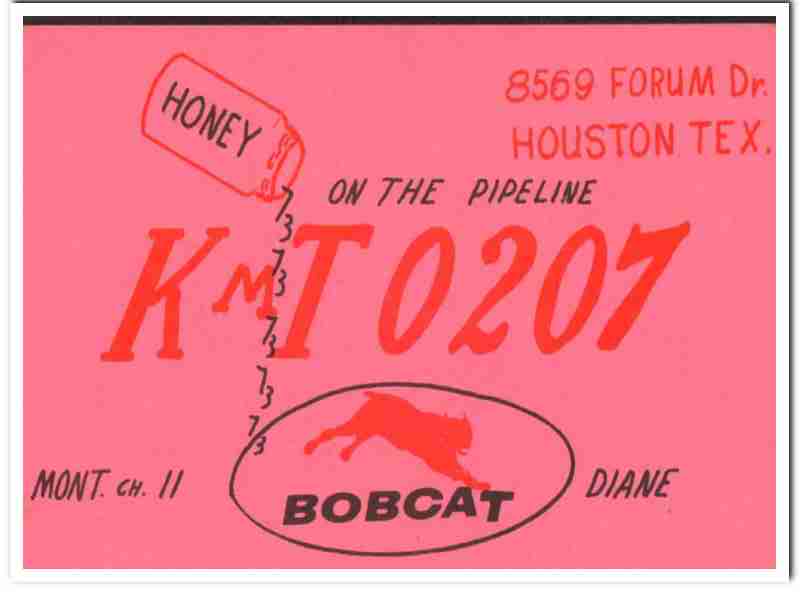 8569 FORUM Dr.
HOUSTON TEX.
HONEY
ON THE PIPELINE
KMT0207
73
73
73
73
73
MONT. CH. 11
BOBCAT
DIANE